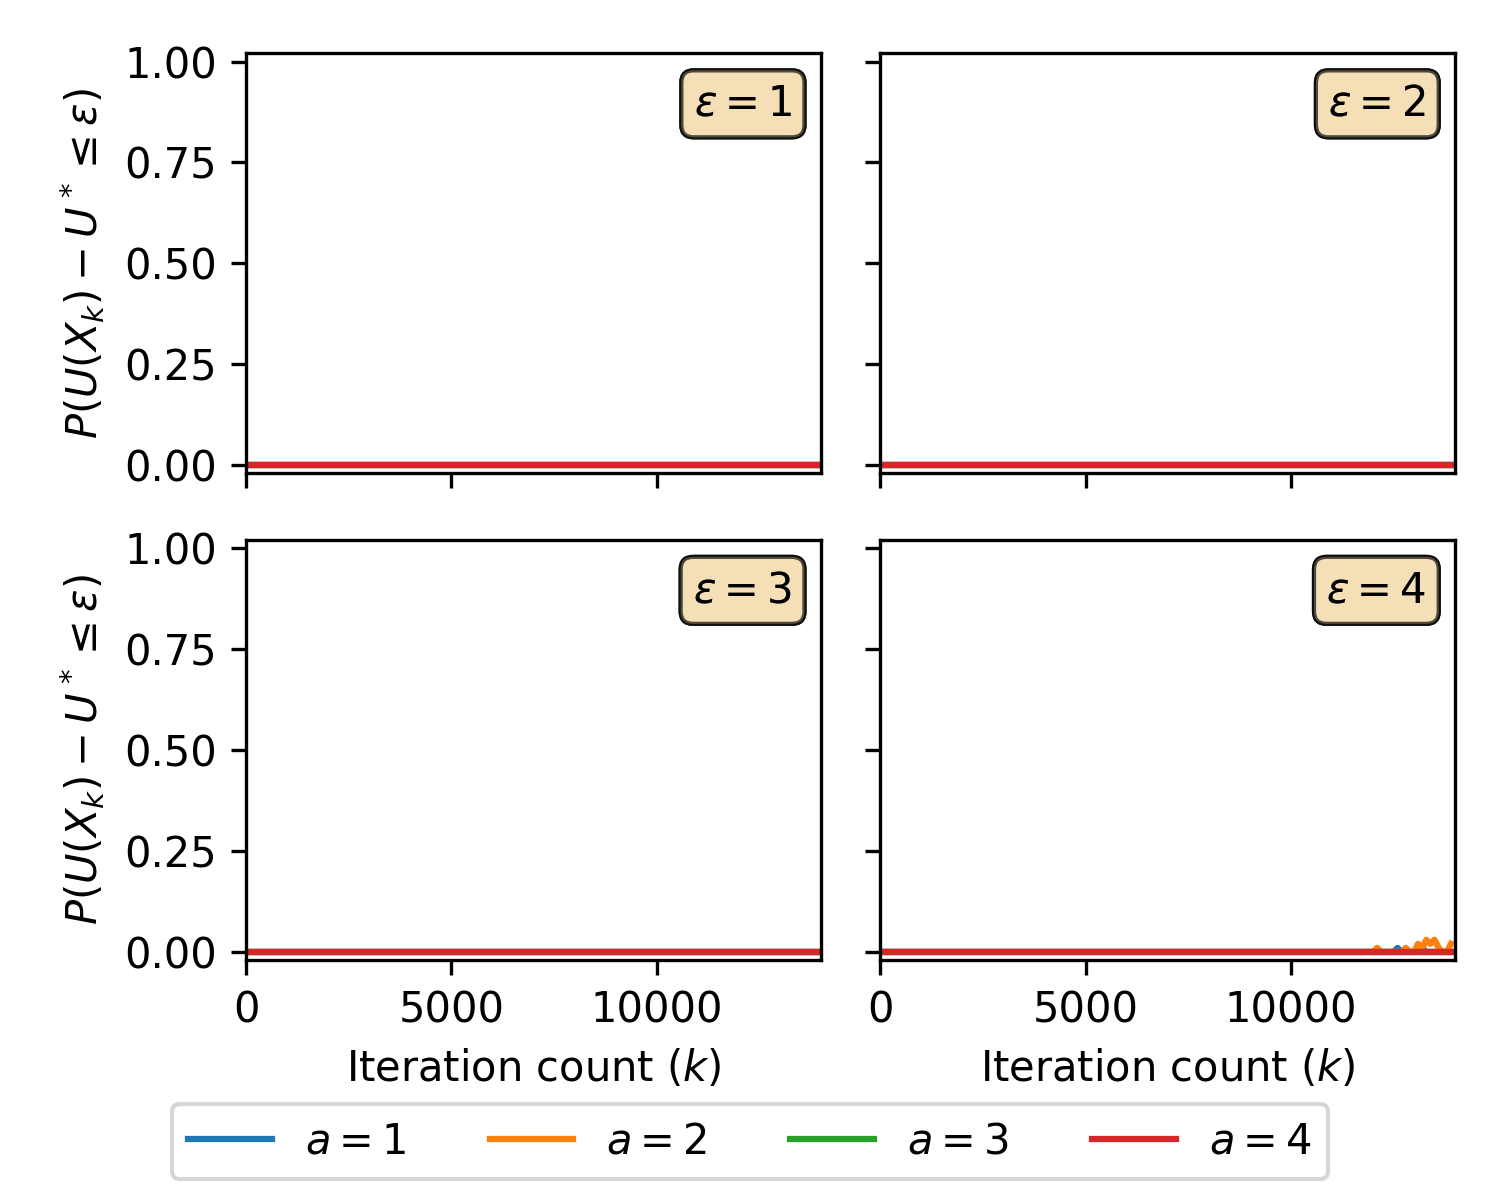 1.00
0.75
0.50
0.25
0.00
P(U(X_k) − U* ≤ ε)
ε = 1
ε = 2
1.00
0.75
0.50
0.25
0.00
P(U(X_k) − U* ≤ ε)
ε = 3
ε = 4
0 5000 10000
0 5000 10000
Iteration count (k)
Iteration count (k)
a = 1 a = 2 a = 3 a = 4